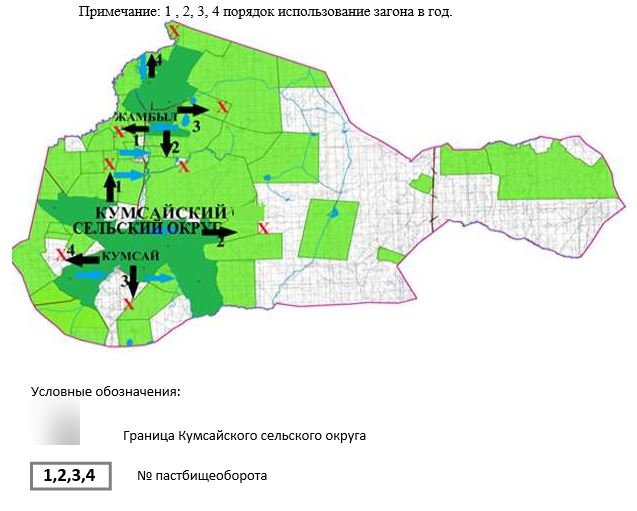 Примечание: 1 , 2, 3, 4 порядок использование загона в год.
X
4
X
ЖАМБЫЛ
3
X
1
2
X
X
1
КУМСАЙСКИЙ
СЕЛЬСКИЙ ОКРУГ
2
X
4
X
КУМСАЙ
3
X
Условные обозначения:
Граница Кумсайского сельского округа
1,2,3,4
№ пастбищеоборота